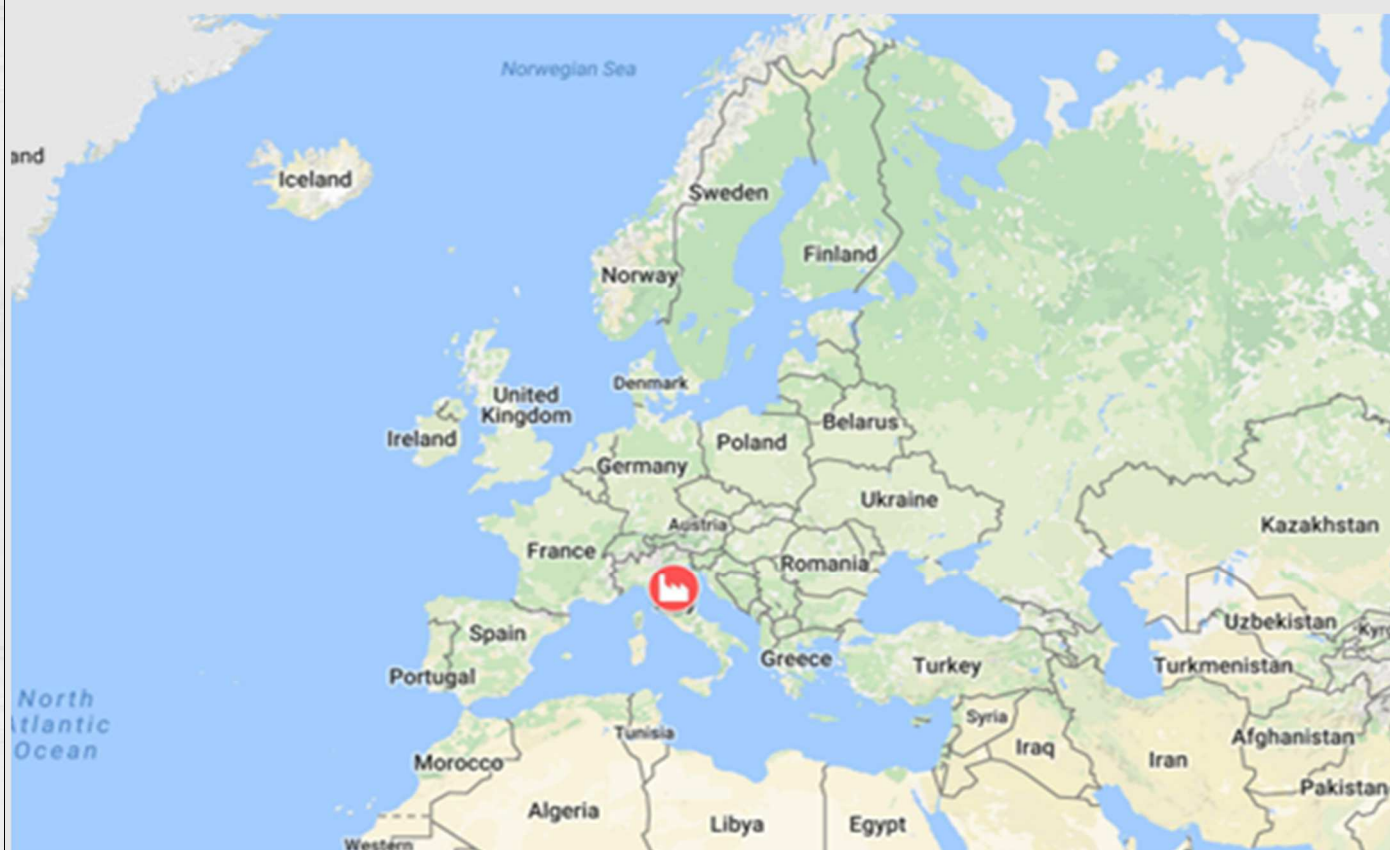 Norwegian Sea
and
Iceland
Sweden
Finland
Norway
Denmark
United
Kingdom
Ireland
Belarus
Poland
Germany
Ukraine
Austria
Kazakhstan
France
Romania
Uzbekistan
Kyrg
Spain
Greece
Turkey
Turkmenistan
Portugal
North
Atlantic
Ocean
Syria
Tunisia
Afghanistan
Iraq
Iran
Morocco
Pakistan
Algeria
Libya
Egypt
Western